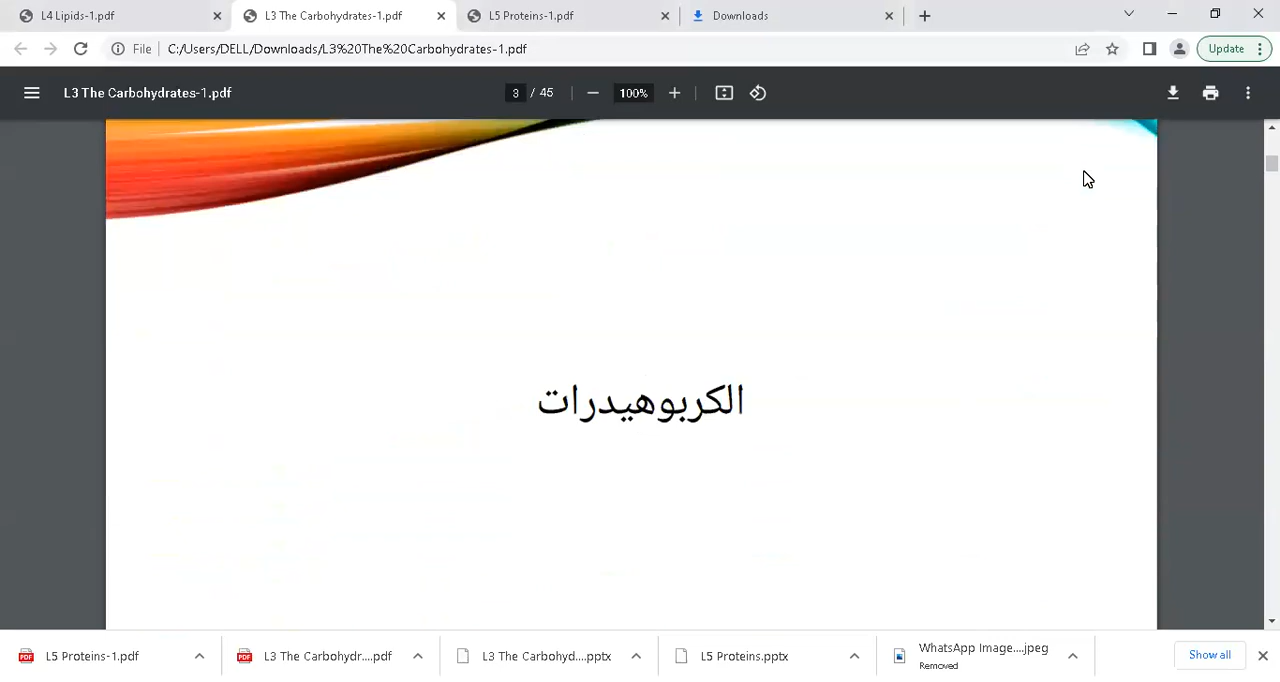 L4 Lipids-1.pdf
L3 The Carbohydrates-1.pdf
L5 Proteins-1.pdf
Downloads
File
C:/Users/DELL/Downloads/L3%20The%20Carbohydrates-1.pdf
Update
L3 The Carbohydrates-1.pdf
3 / 45
100%
الكربوهيدرات
L5 Proteins-1.pdf
L3 The Carbohydr....pdf
L3 The Carbohyd....pptx
L5 Proteins.pptx
WhatsApp Image....jpeg
Removed
Show all